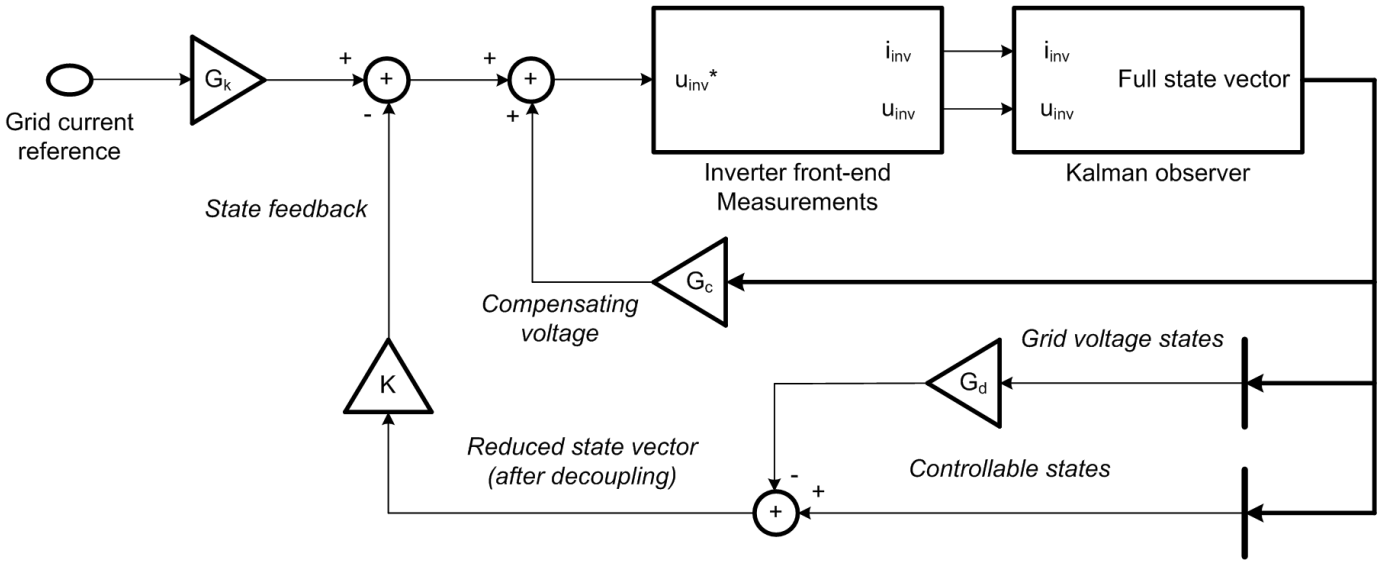 +
+
G_k
+
+
u_inv*
i_inv
u_inv
i_inv
u_inv
Full state vector
Grid current
reference
-
+
Inverter front-end
Measurements
Kalman observer
State feedback
G_c
Compensating
voltage
Grid voltage states
K
G_d
Reduced state vector
(after decoupling)
Controllable states
-
+
+